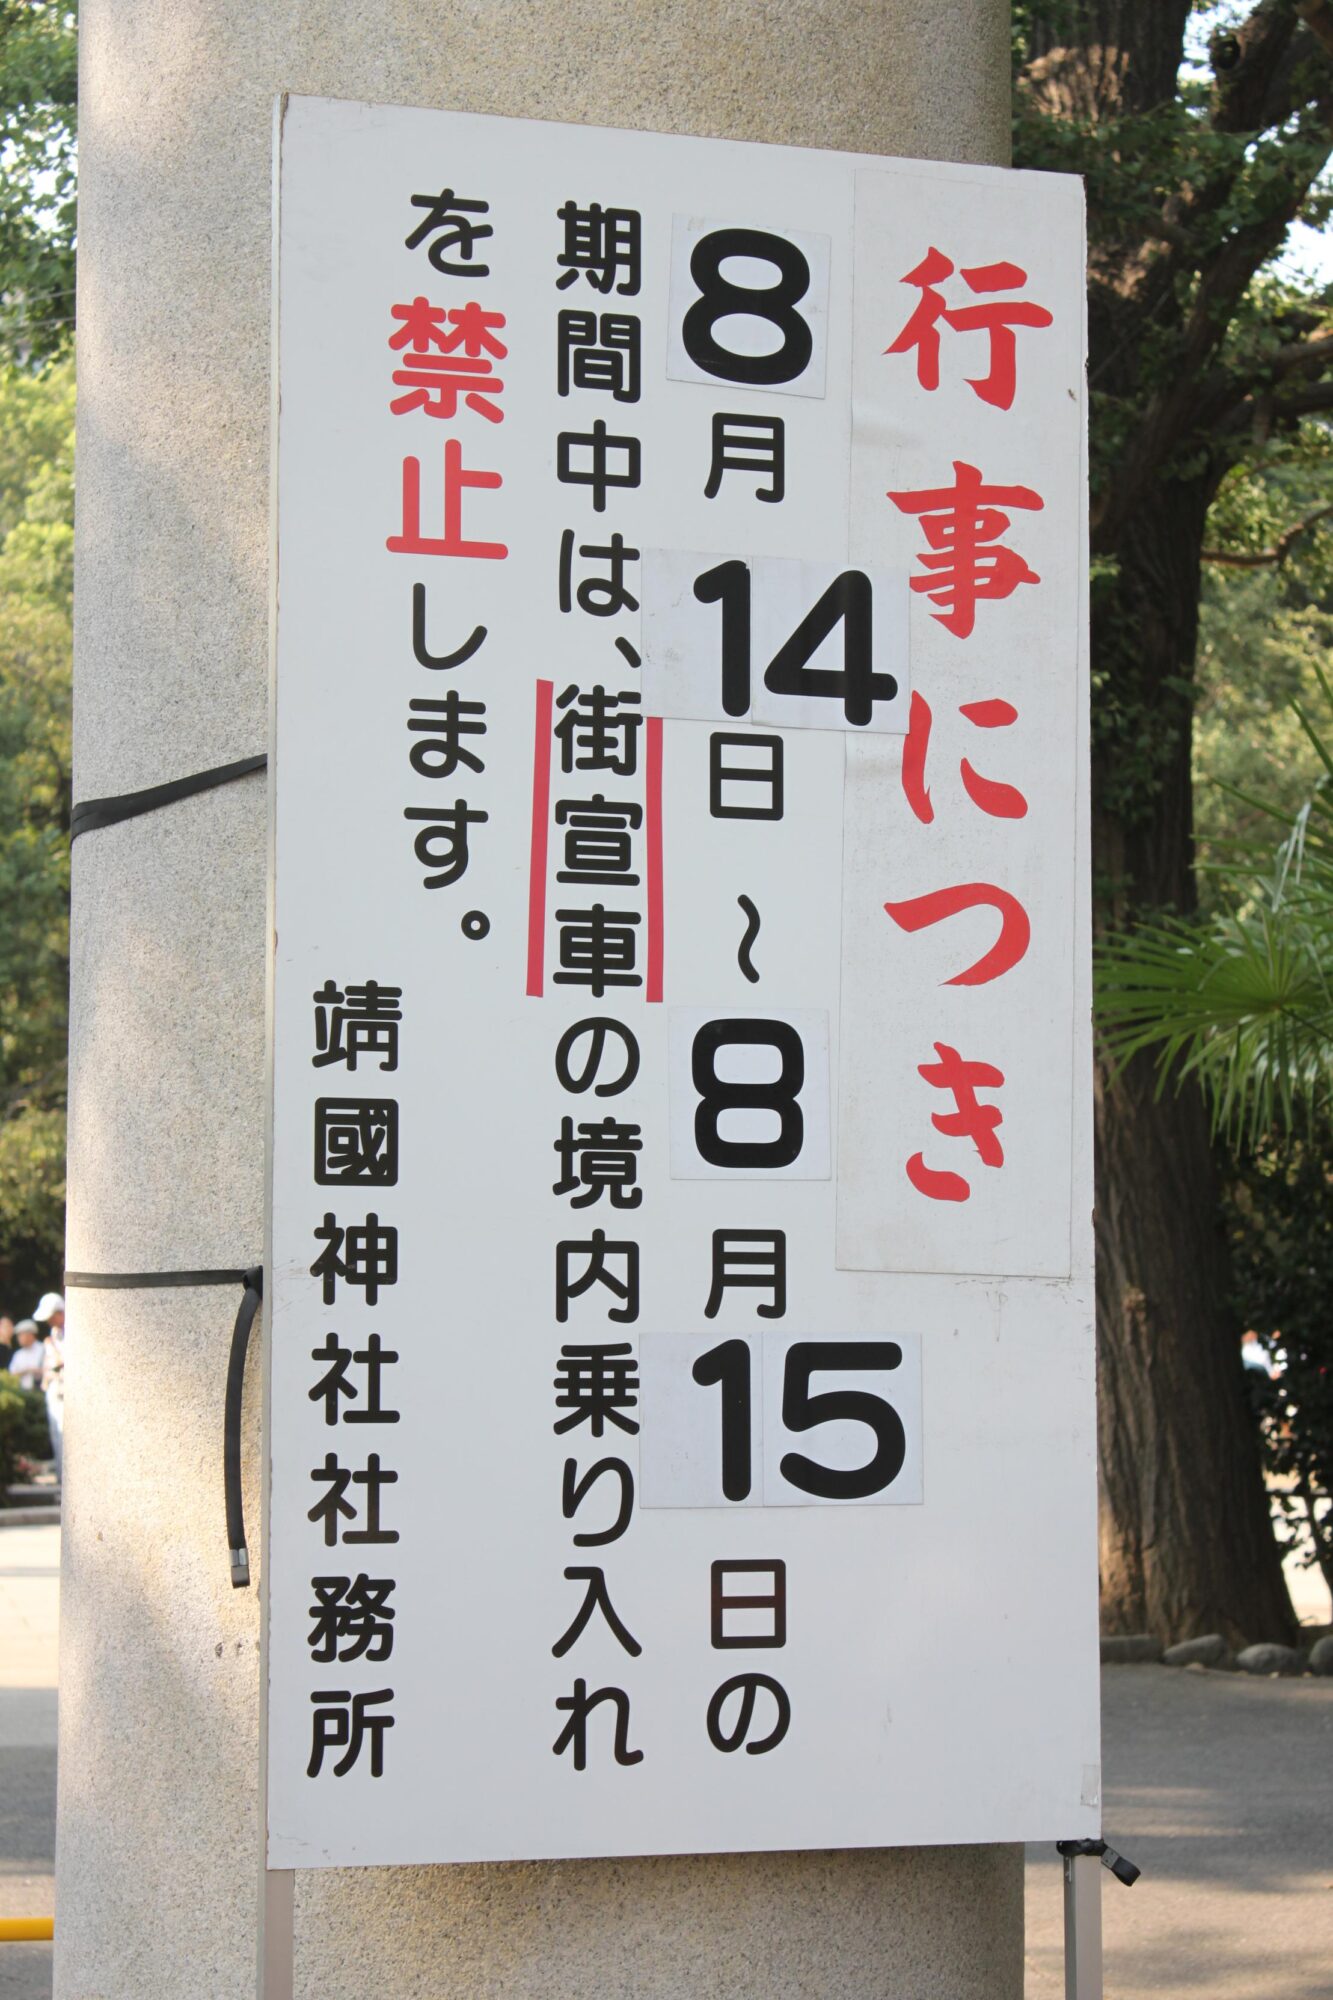 行事につき
8月14日〜8月15日の
期間中は、街宣車の境内乗り入れ
を禁止します。
靖國神社社務所